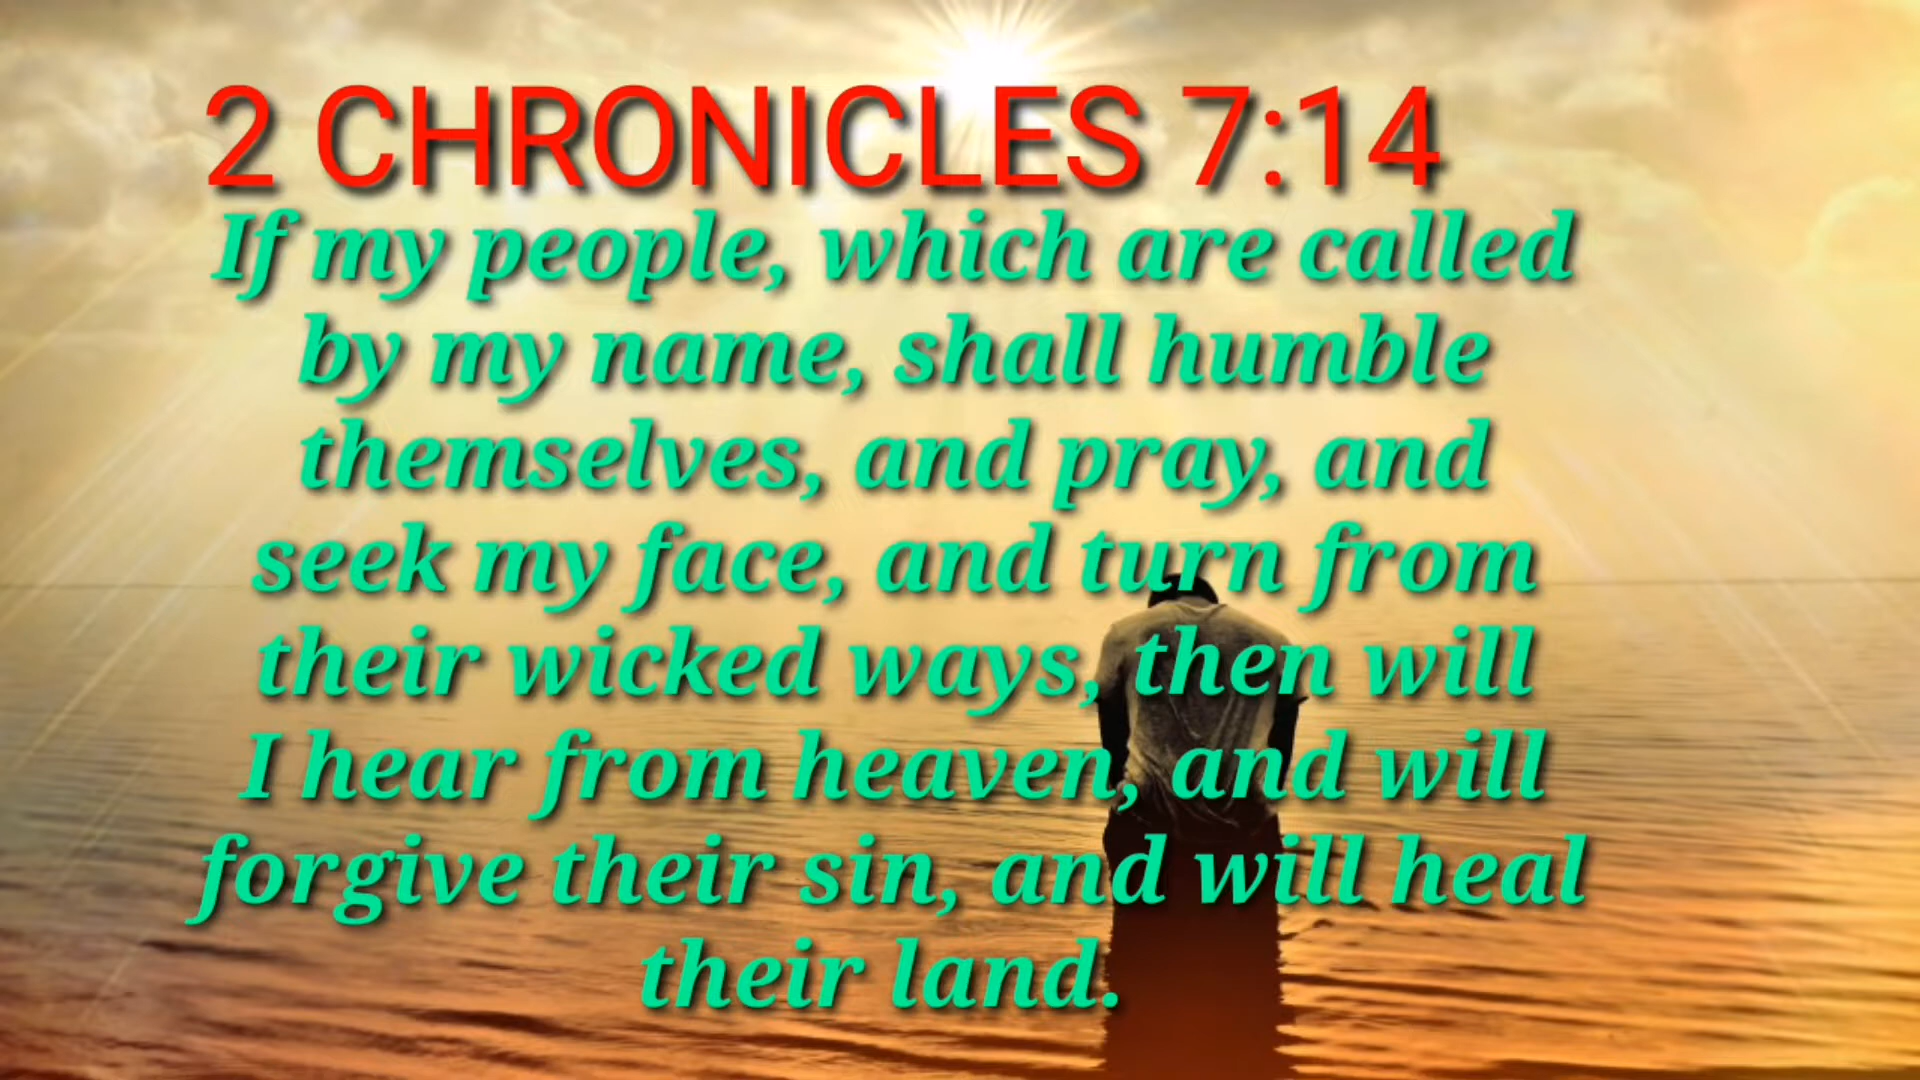 2 CHRONICLES 7:14
If my people, which are called
by my name, shall humble
themselves, and pray, and
seek my face, and turn from
their wicked ways, then will
I hear from heaven, and will
forgive their sin, and will heal
their land.